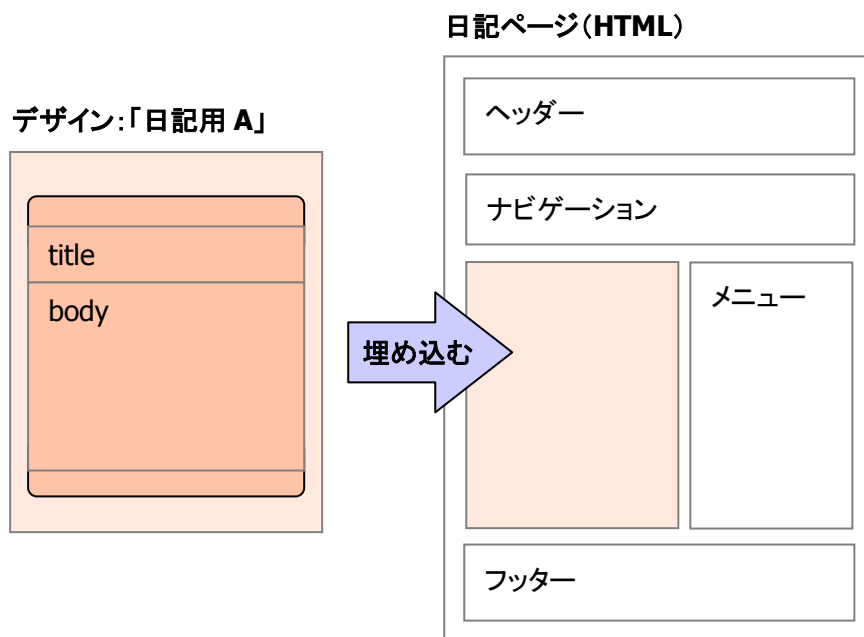 日記ページ（HTML）
デザイン：「日記用 A」
ヘッダー
ナビゲーション
title
body
埋め込む
メニュー
フッター